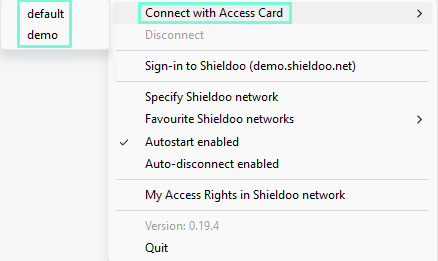 default
demo
Connect with Access Card
Disconnect
Sign-in to Shieldoo (demo.shieldoo.net)
Specify Shieldoo network
Favourite Shieldoo networks
Autostart enabled
Auto-disconnect enabled
My Access Rights in Shieldoo network
Version: 0.19.4
Quit